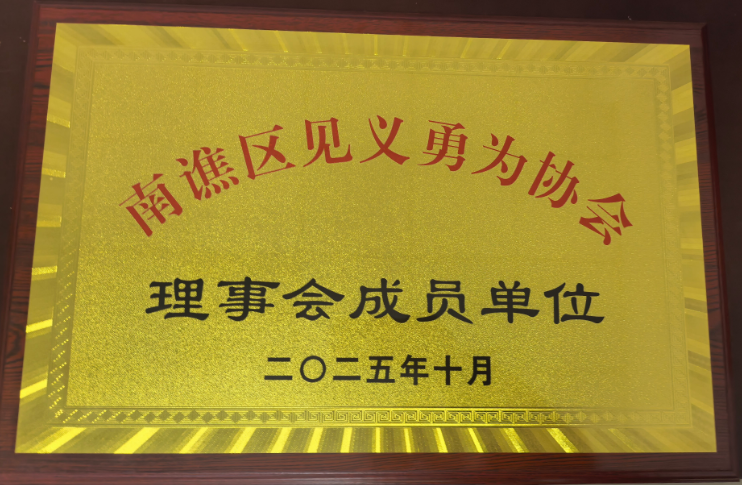 南谯区见义勇为协会
理事会成员单位
二〇二五年十月